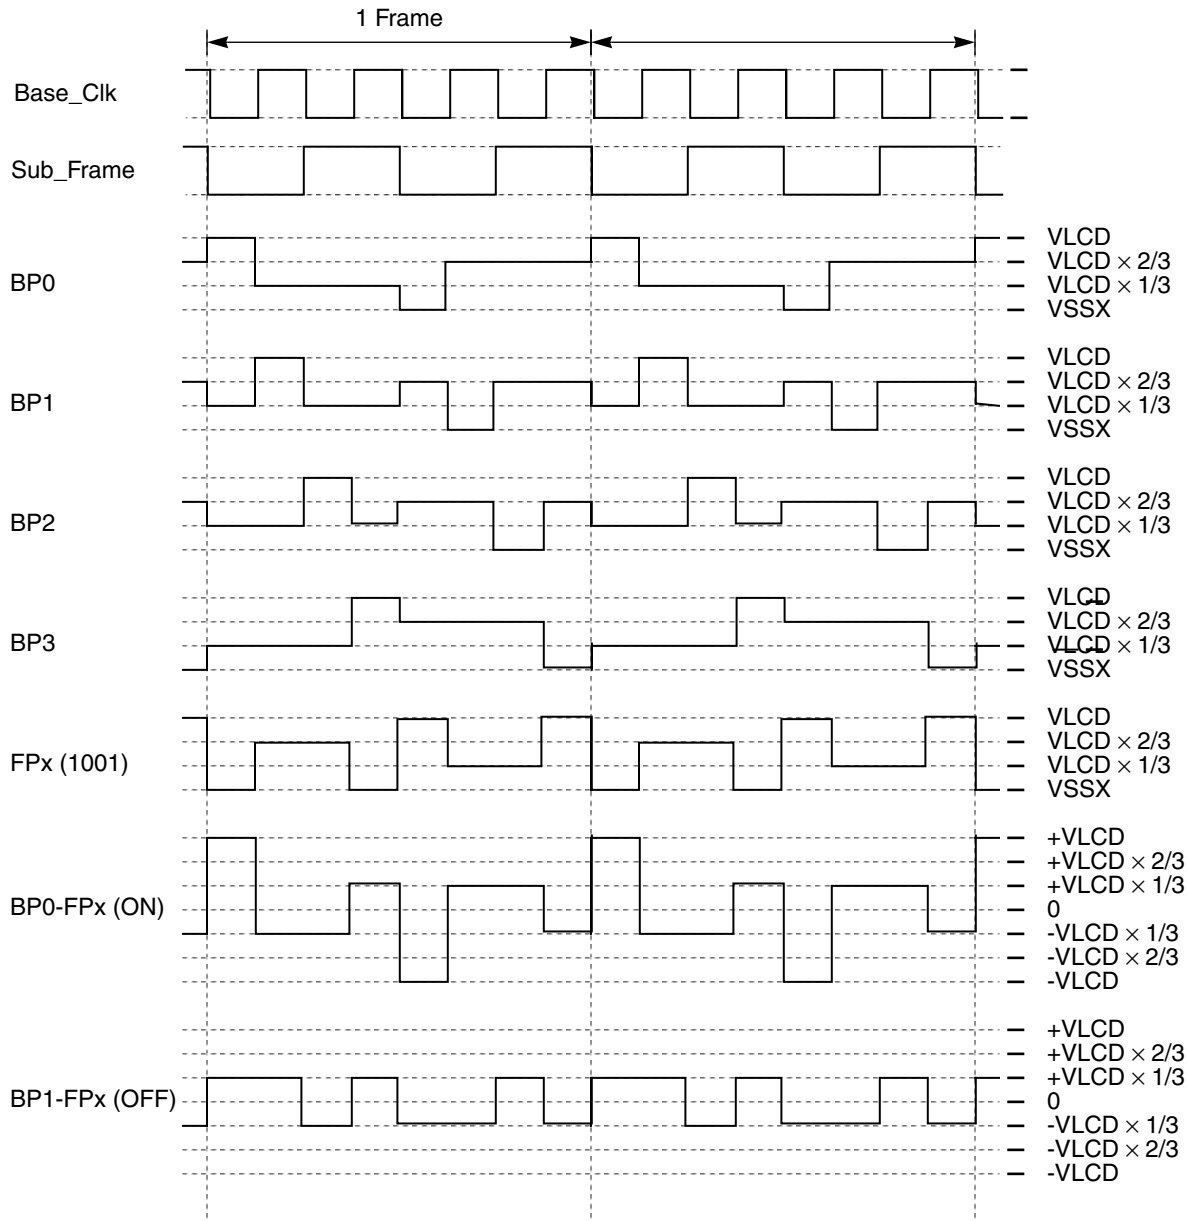 1 Frame
Base_Clk
Sub_Frame
BP0
VLCD
VLCD × 2/3
VLCD × 1/3
VSSX
BP1
VLCD
VLCD × 2/3
VLCD × 1/3
VSSX
BP2
VLCD
VLCD × 2/3
VLCD × 1/3
VSSX
BP3
VLCD
VLCD × 2/3
VLCD × 1/3
VSSX
FPx (1001)
VLCD
VLCD × 2/3
VLCD × 1/3
VSSX
BP0-FPx (ON)
+VLCD
+VLCD × 2/3
+VLCD × 1/3
0
-VLCD × 1/3
-VLCD × 2/3
-VLCD
BP1-FPx (OFF)
+VLCD
+VLCD × 2/3
+VLCD × 1/3
0
-VLCD × 1/3
-VLCD × 2/3
-VLCD